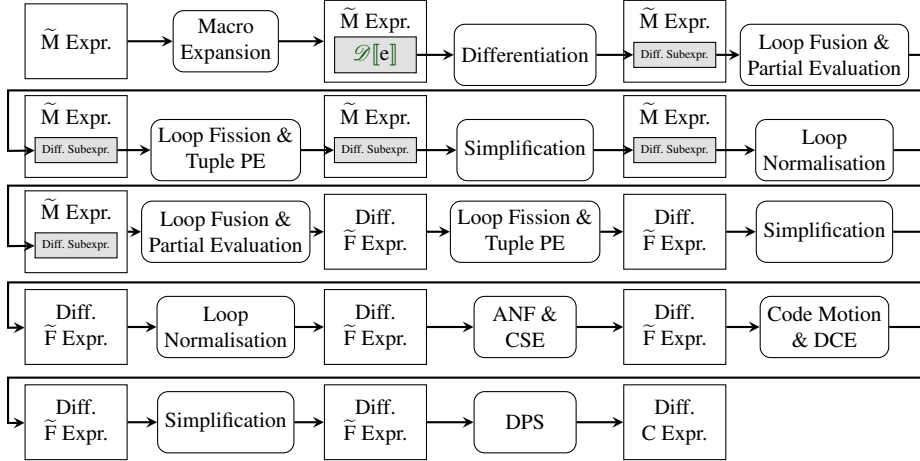 M̃ Expr.
Macro
Expansion
M̃ Expr.
𝒟⟦e⟧
Differentiation
M̃ Expr.
Diff. Subexpr.
Loop Fusion &
Partial Evaluation
M̃ Expr.
Diff. Subexpr.
Loop Fission &
Tuple PE
M̃ Expr.
Diff. Subexpr.
Simplification
M̃ Expr.
Diff. Subexpr.
Loop
Normalisation
M̃ Expr.
Diff. Subexpr.
Loop Fusion &
Partial Evaluation
Diff.
F̃ Expr.
Loop Fission &
Tuple PE
Diff.
F̃ Expr.
Simplification
Diff.
F̃ Expr.
Loop
Normalisation
Diff.
F̃ Expr.
ANF &
CSE
Diff.
F̃ Expr.
Code Motion
& DCE
Diff.
F̃ Expr.
Simplification
Diff.
F̃ Expr.
DPS
Diff.
C Expr.